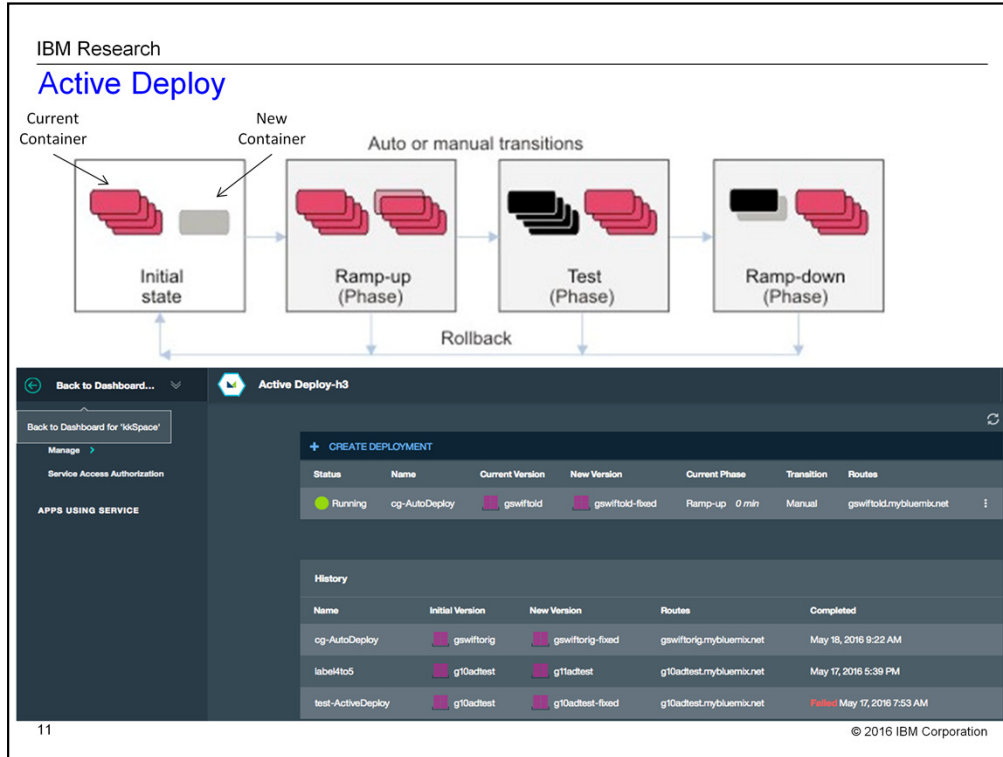 IBM Research
Active Deploy
Current
Container
New
Container
Auto or manual transitions
Initial
state
Ramp-up
(Phase)
Test
(Phase)
Ramp-down
(Phase)
Rollback
Back to Dashboard...
Active Deploy-h3
Back to Dashboard for 'kkSpace'
Manage
Service Access Authorization
APPS USING SERVICE
+ CREATE DEPLOYMENT
Status Name Current Version New Version Current Phase Transition Routes
Running cg-AutoDeploy gswiftold gswiftold-fixed Ramp-up 0 min Manual gswiftold.mybluemix.net
History
Name Initial Version New Version Routes Completed
cg-AutoDeploy gswiftorig gswiftorig-fixed gswiftorig.mybluemix.net May 18, 2016 9:22 AM
label4to5 g10adtest g11adtest g10adtest.mybluemix.net May 17, 2016 5:39 PM
test-ActiveDeploy g10adtest g10adtest-fixed g10adtest.mybluemix.net Failed May 17, 2016 7:53 AM
11
© 2016 IBM Corporation